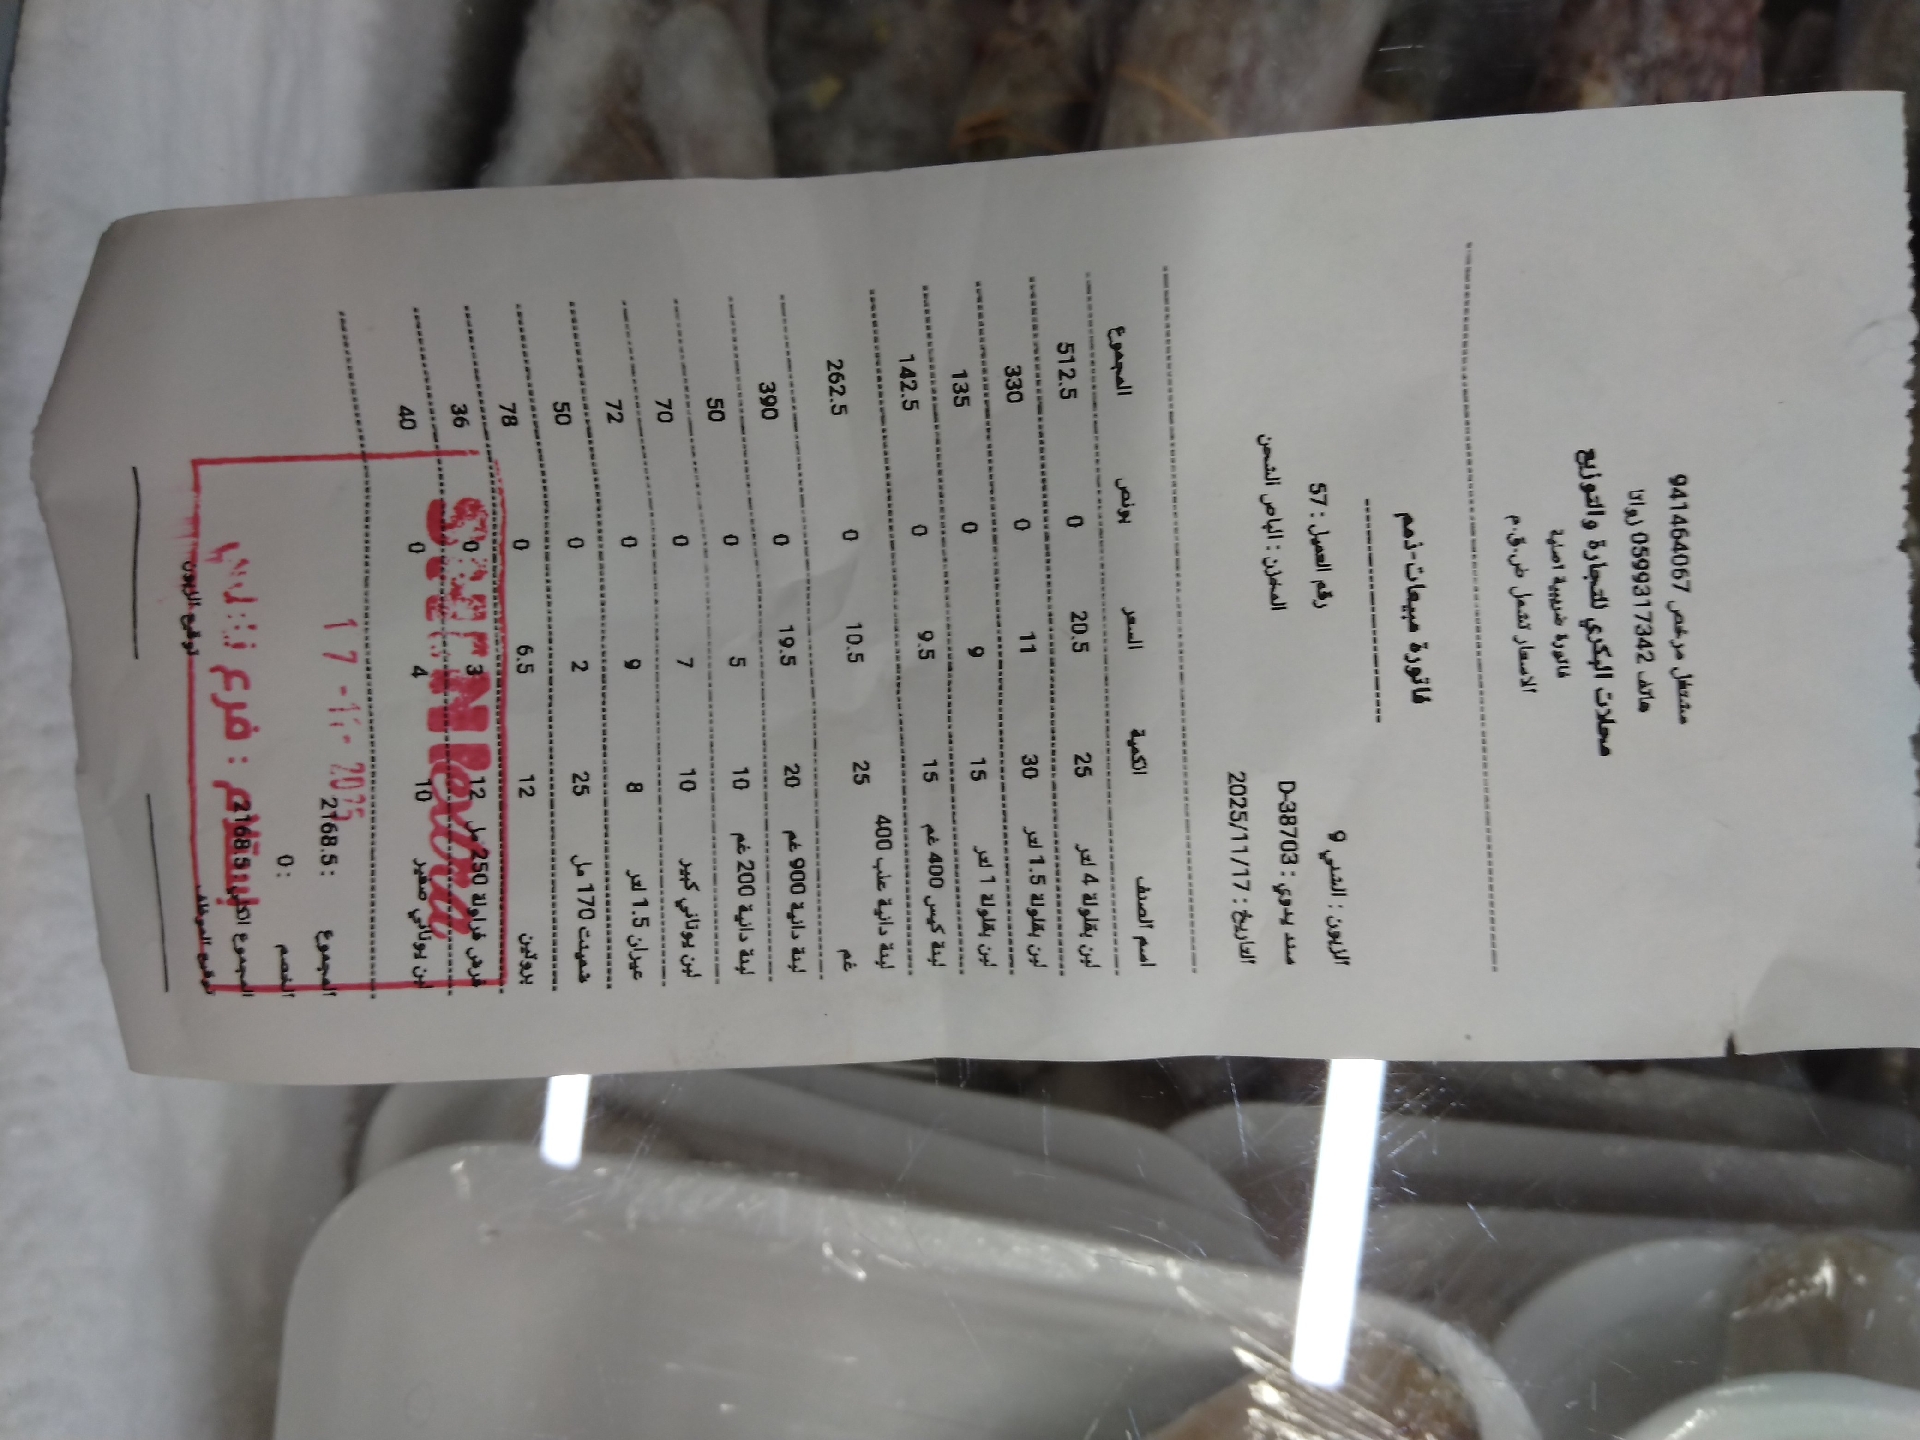 مشتغل مرخص 941464067
هاتف 0599317342 رولا
محلات البكري للتجارة والتوزيع
فاتورة ضريبية اصلية
الاسعار تشمل ض.ق.م
فاتورة مبيعات-ذمم
الزبون : الشني 9 رقم العميل : 57
سند يدوي : D-38703 المخزن : الباص الشحن
التاريخ : 2025/11/17
اسم الصنف الكمية السعر بونص المجموع
لبن بقلولة 4 لتر 25 20.5 0 512.5
لبن بقلولة 1.5 لتر 30 11 0 330
لبن بقلولة 1 لتر 15 9 0 135
لبنة كيس 400 غم 15 9.5 0 142.5
لبنة دانية علب 400 غم 25 10.5 0 262.5
لبنة دانية 900 غم 20 19.5 0 390
لبنة دانية 200 غم 10 5 0 50
لبن يوناني كبير 10 7 0 70
عيران 1.5 لتر 8 9 0 72
شمينت 170 مل 25 2 0 50
بروتين 12 6.5 0 78
فراولة 250 مل 12 3 0 36
لبن يوناني صغير 10 4 0 40
المجموع : 2168.5
الخصم : 0
المجموع الكلي : 2168.5
توقيع الموظف توقيع الزبون
17-11-2025
فرع :